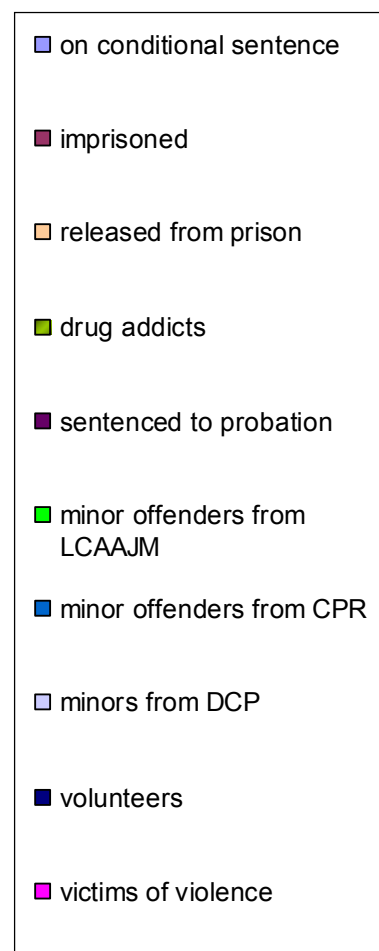 on conditional sentence
imprisoned
released from prison
drug addicts
sentenced to probation
minor offenders from
LCAAJM
minor offenders from CPR
minors from DCP
volunteers
victims of violence